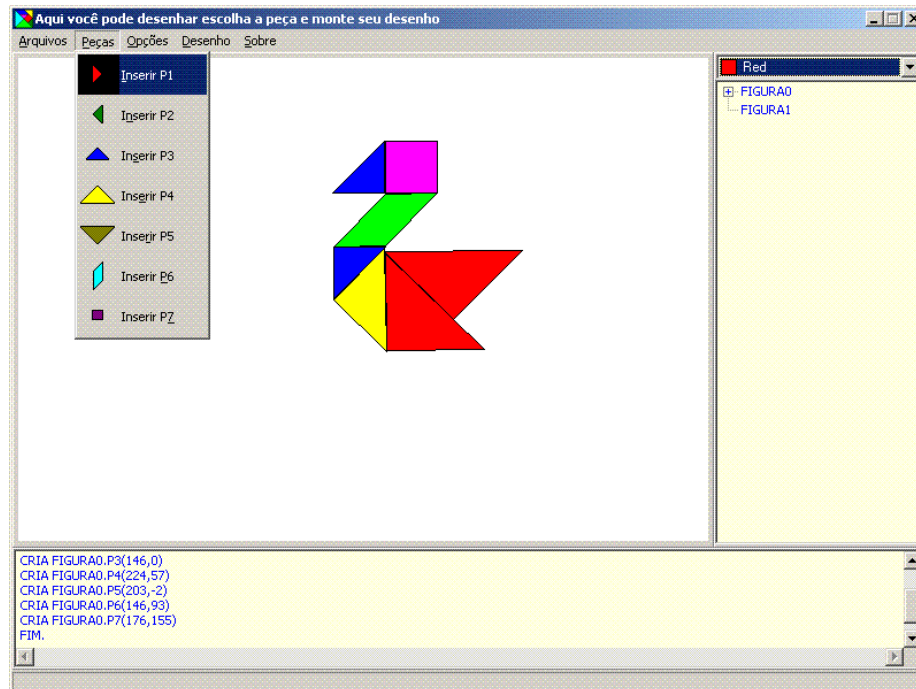 Aqui você pode desenhar escolha a peça e monte seu desenho
Arquivos Peças Opções Desenho Sobre
Inserir P1
Inserir P2
Inserir P3
Inserir P4
Inserir P5
Inserir P6
Inserir P7
Red
FIGURA0
FIGURA1
CRIA FIGURA0.P3(146,0)
CRIA FIGURA0.P4(224,57)
CRIA FIGURA0.P5(203,-2)
CRIA FIGURA0.P6(146,93)
CRIA FIGURA0.P7(176,155)
FIM.